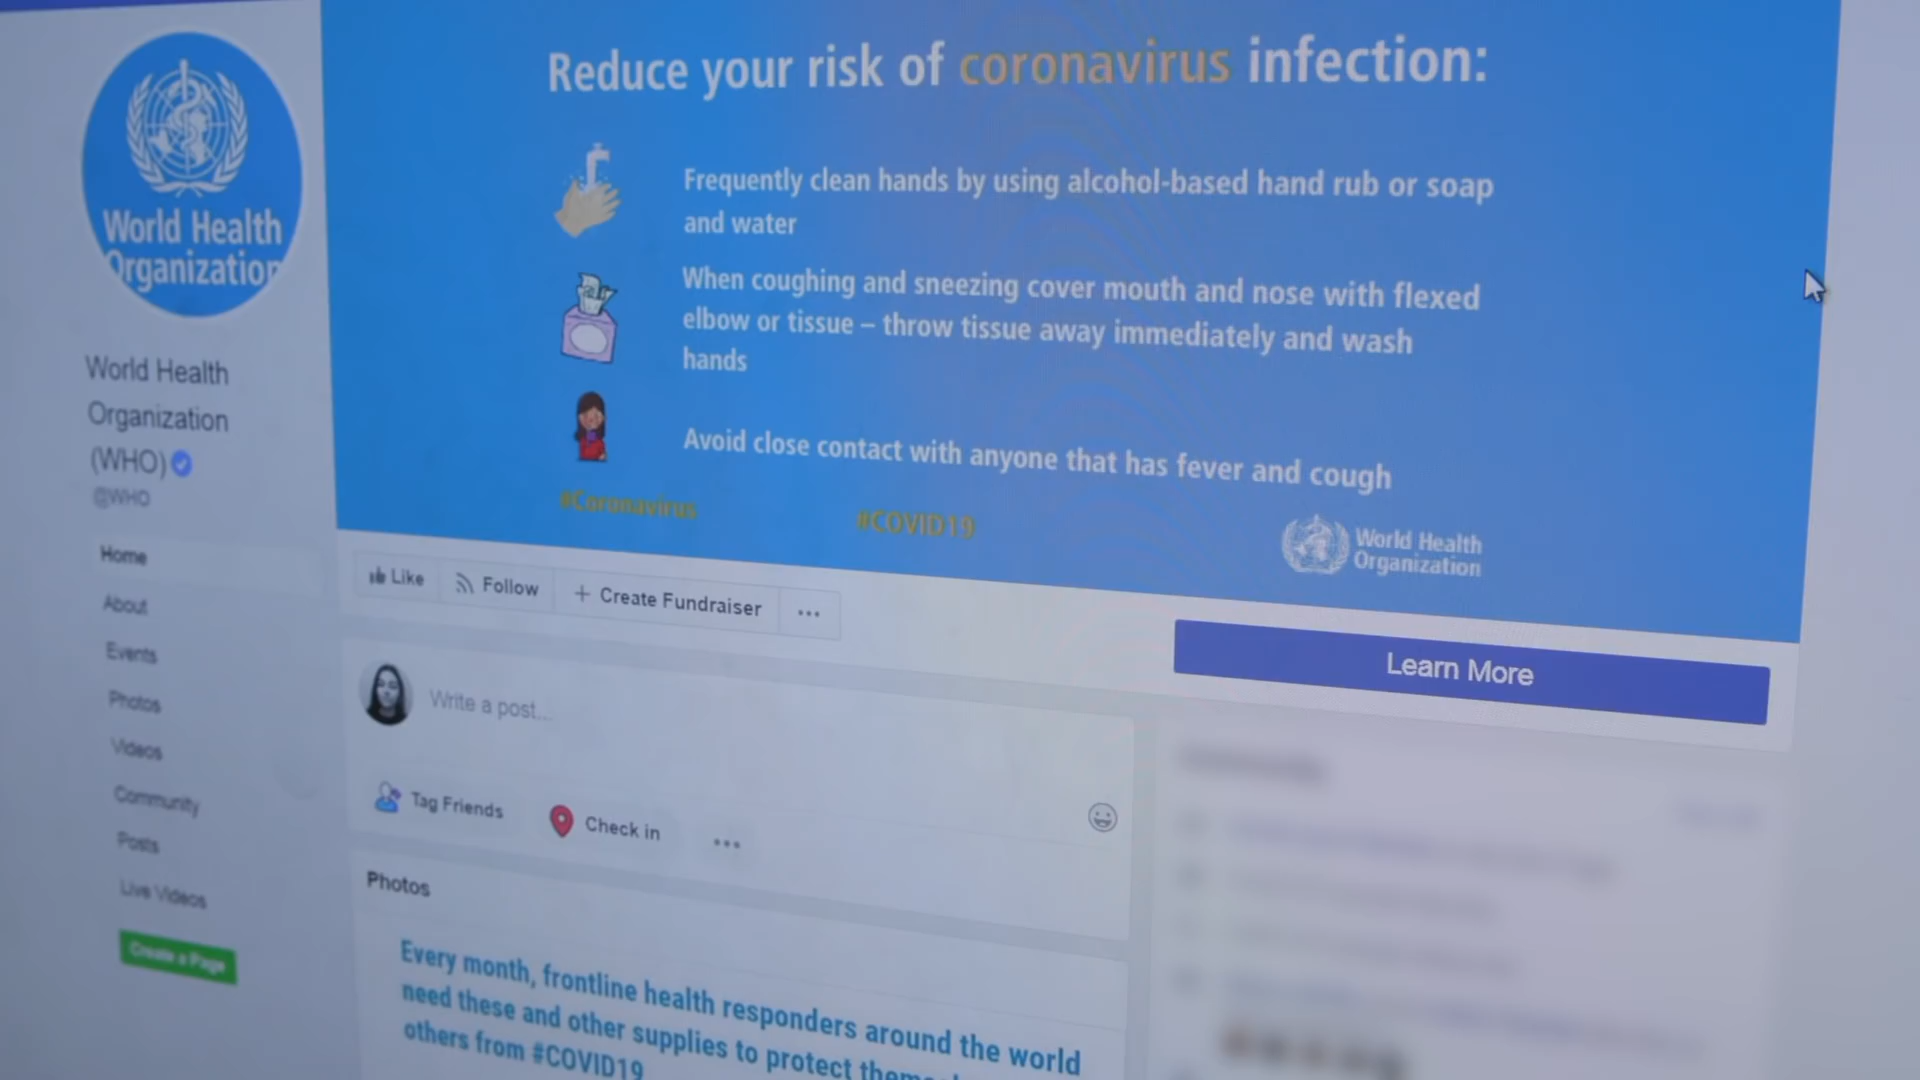 World Health
Organization
World Health
Organization
(WHO)
@WHO
Home
About
Events
Photos
Videos
Community
Posts
Live Videos
Create a Page
Reduce your risk of coronavirus infection:
Frequently clean hands by using alcohol-based hand rub or soap
and water
When coughing and sneezing cover mouth and nose with flexed
elbow or tissue – throw tissue away immediately and wash
hands
Avoid close contact with anyone that has fever and cough
#Coronavirus #COVID19
World Health
Organization
Like Follow + Create Fundraiser ...
Learn More
Write a post...
Tag Friends Check in ...
Photos
Every month, frontline health responders around the world
need these and other supplies to protect
others from #COVID19